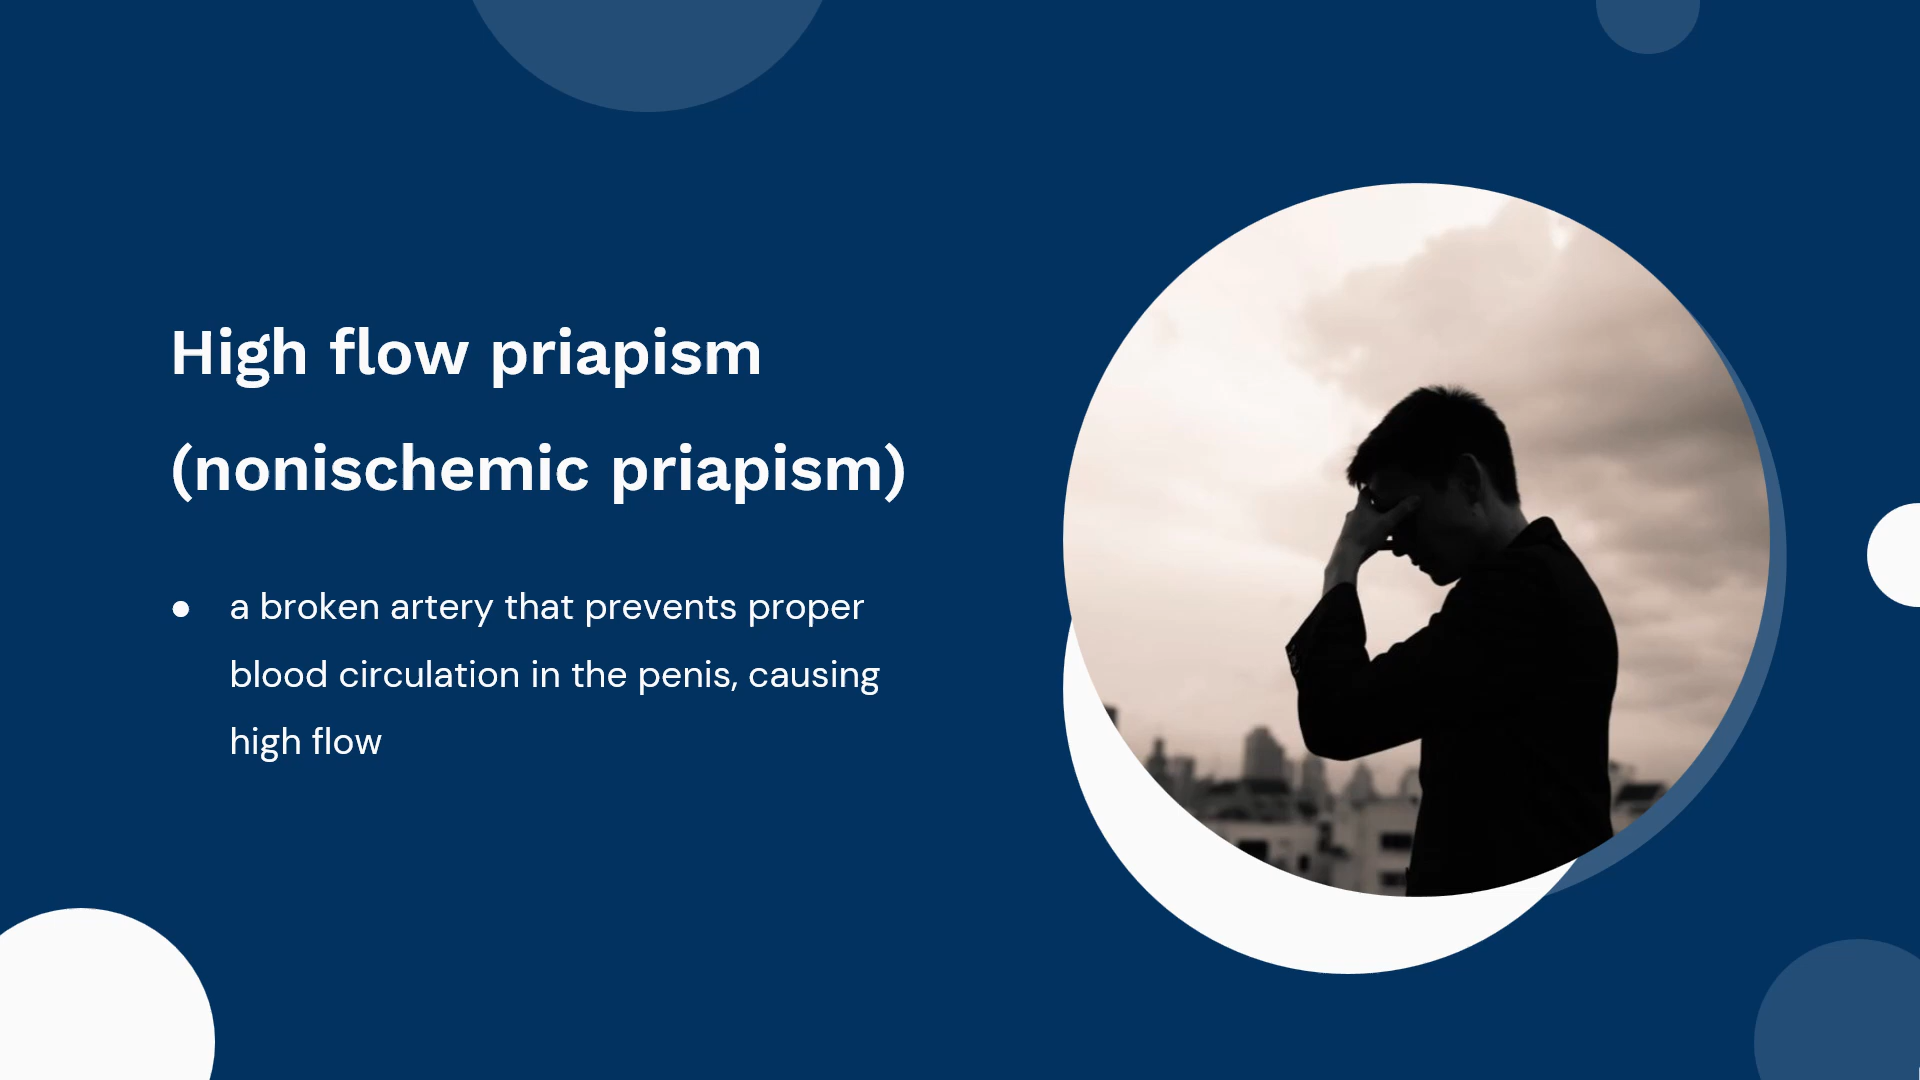 High flow priapism
(nonischemic priapism)
● a broken artery that prevents proper
blood circulation in the penis, causing
high flow